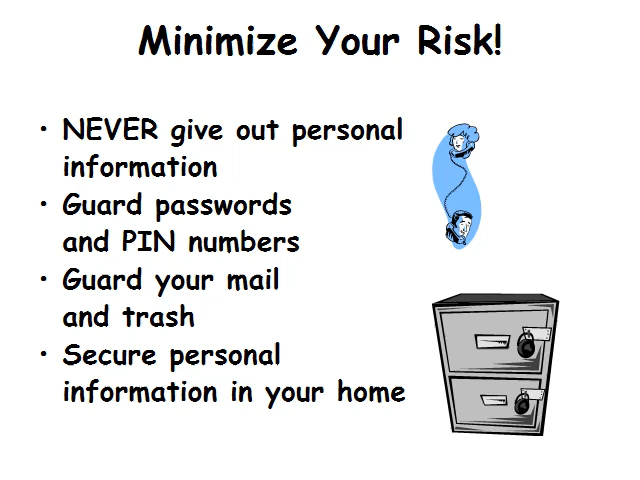 Minimize Your Risk!
• NEVER give out personal
information
• Guard passwords
and PIN numbers
• Guard your mail
and trash
• Secure personal
information in your home